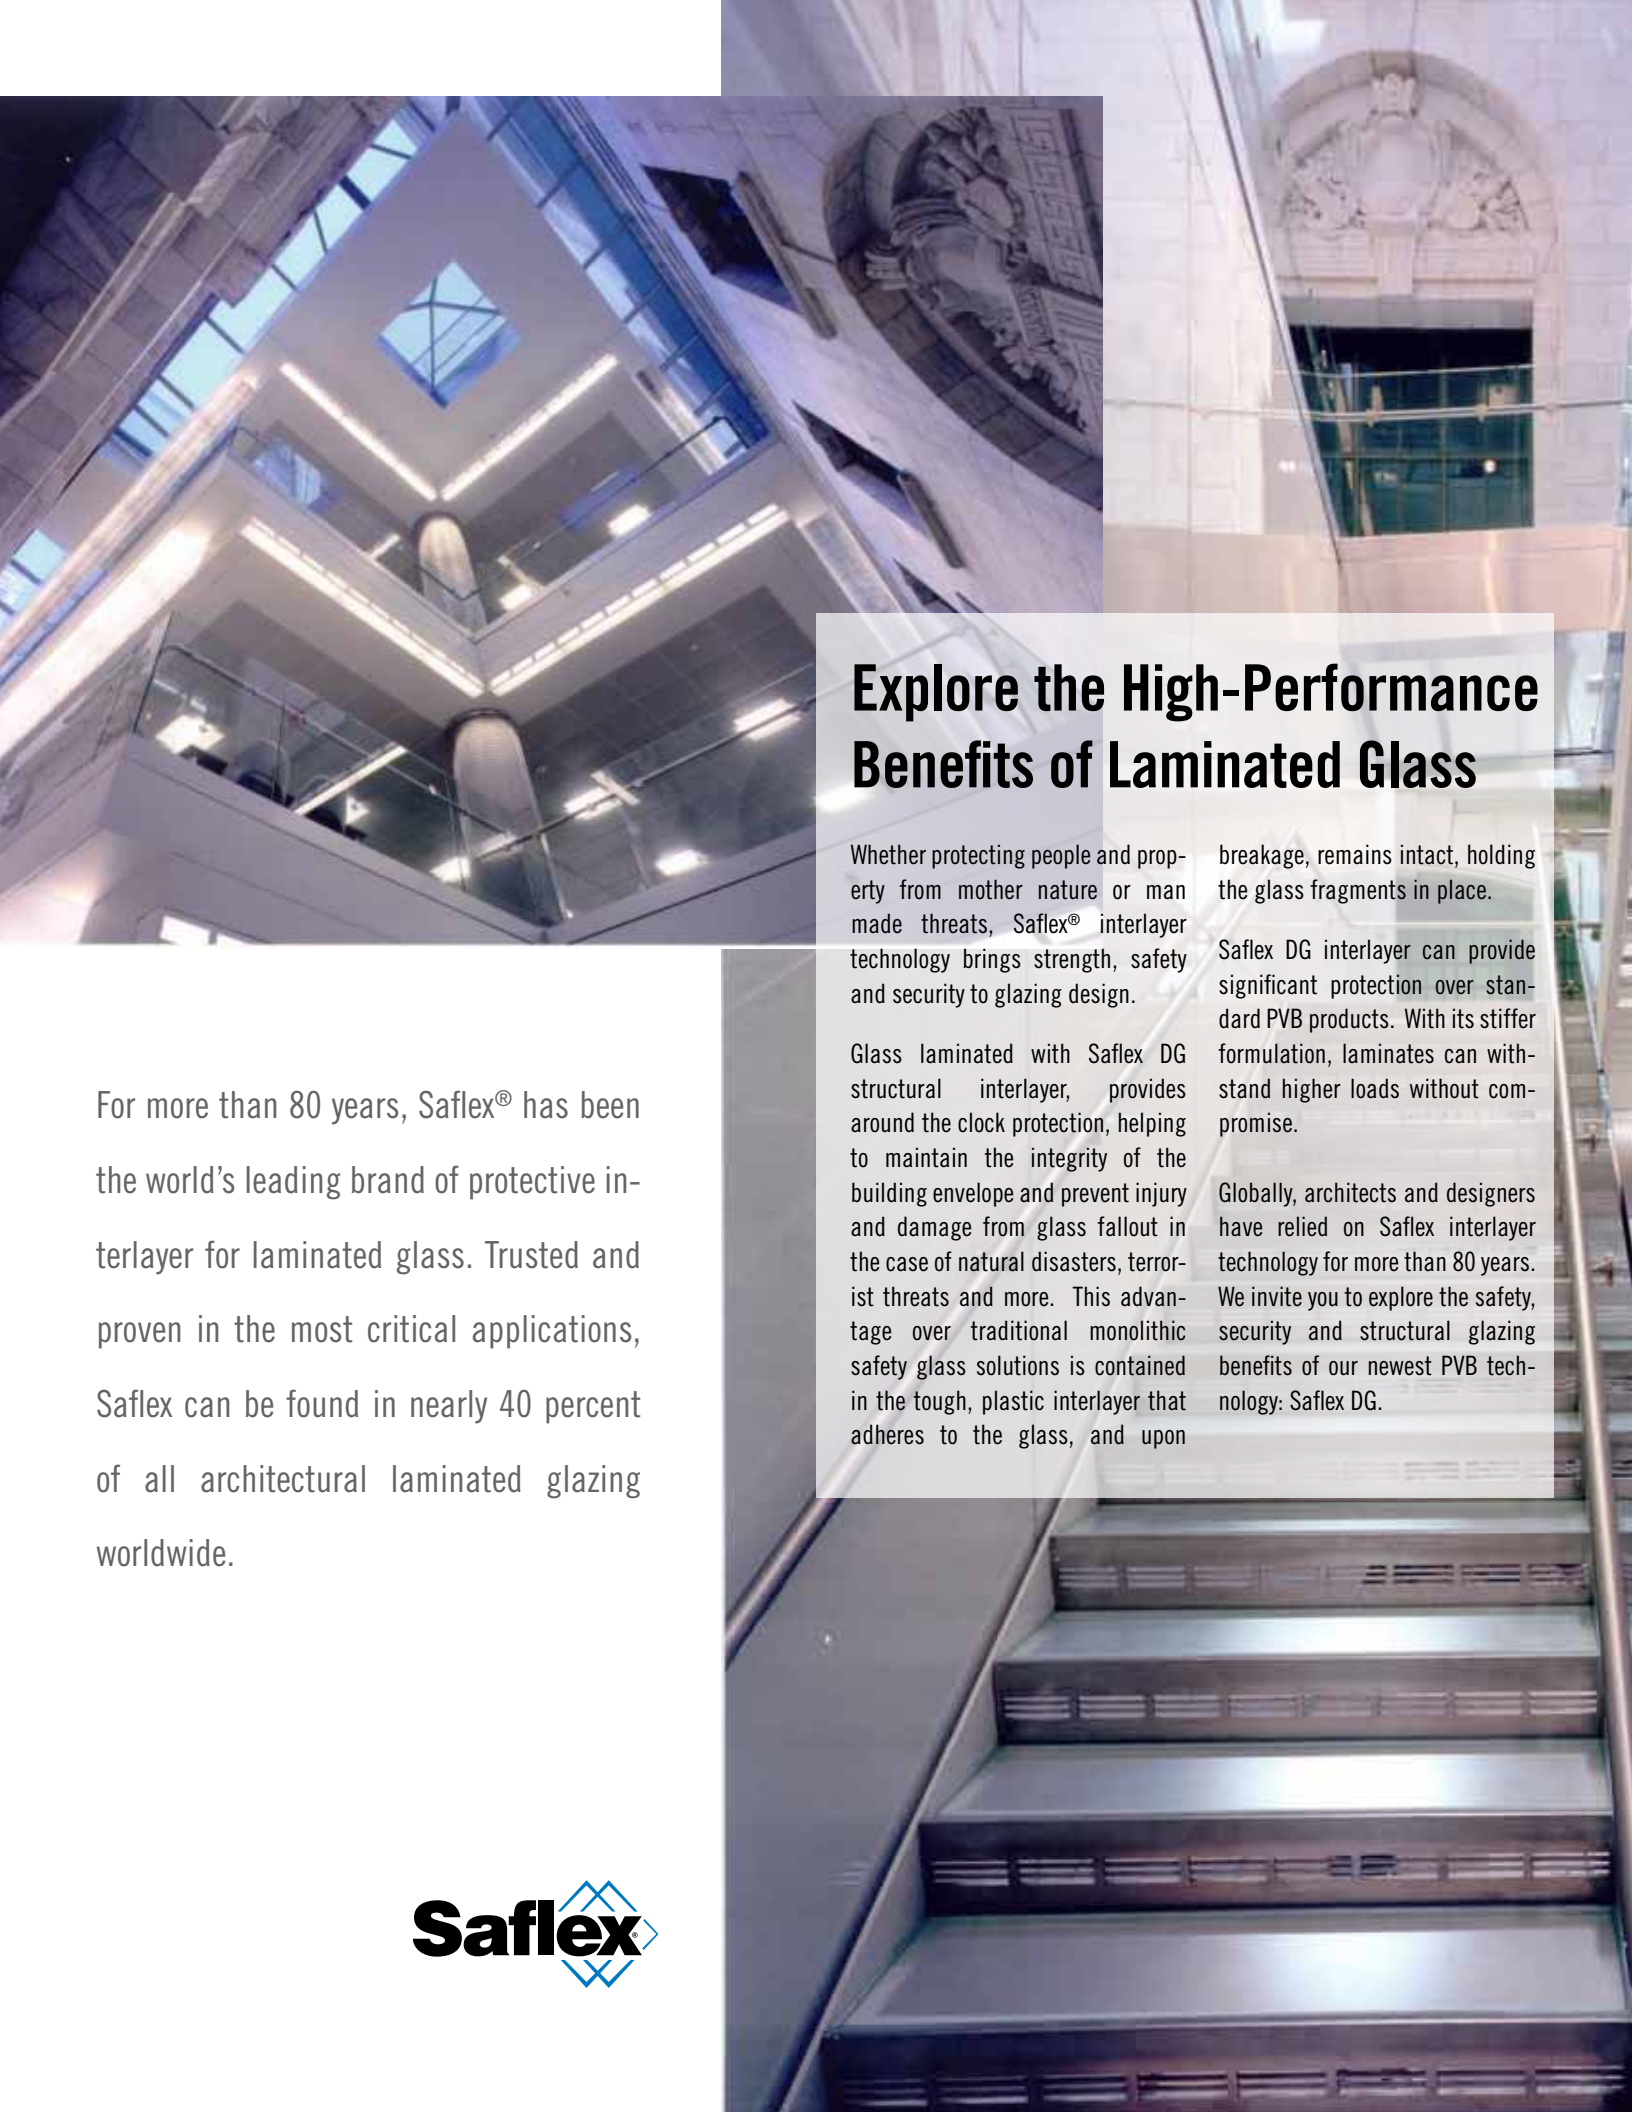 Explore the High-Performance
Benefits of Laminated Glass
Whether protecting people and prop-
erty from mother nature or man
made threats, Saflex® interlayer
technology brings strength, safety
and security to glazing design.
Glass laminated with Saflex DG
structural interlayer, provides
around the clock protection, helping
to maintain the integrity of the
building envelope and prevent injury
and damage from glass fallout in
the case of natural disasters, terror-
ist threats and more. This advan-
tage over traditional monolithic
safety glass solutions is contained
in the tough, plastic interlayer that
adheres to the glass, and upon
breakage, remains intact, holding
the glass fragments in place.
Saflex DG interlayer can provide
significant protection over stan-
dard PVB products. With its stiffer
formulation, laminates can with-
stand higher loads without com-
promise.
Globally, architects and designers
have relied on Saflex interlayer
technology for more than 80 years.
We invite you to explore the safety,
security and structural glazing
benefits of our newest PVB tech-
nology: Saflex DG.
For more than 80 years, Saflex® has been
the world's leading brand of protective in-
terlayer for laminated glass. Trusted and
proven in the most critical applications,
Saflex can be found in nearly 40 percent
of all architectural laminated glazing
worldwide.
Saflex®